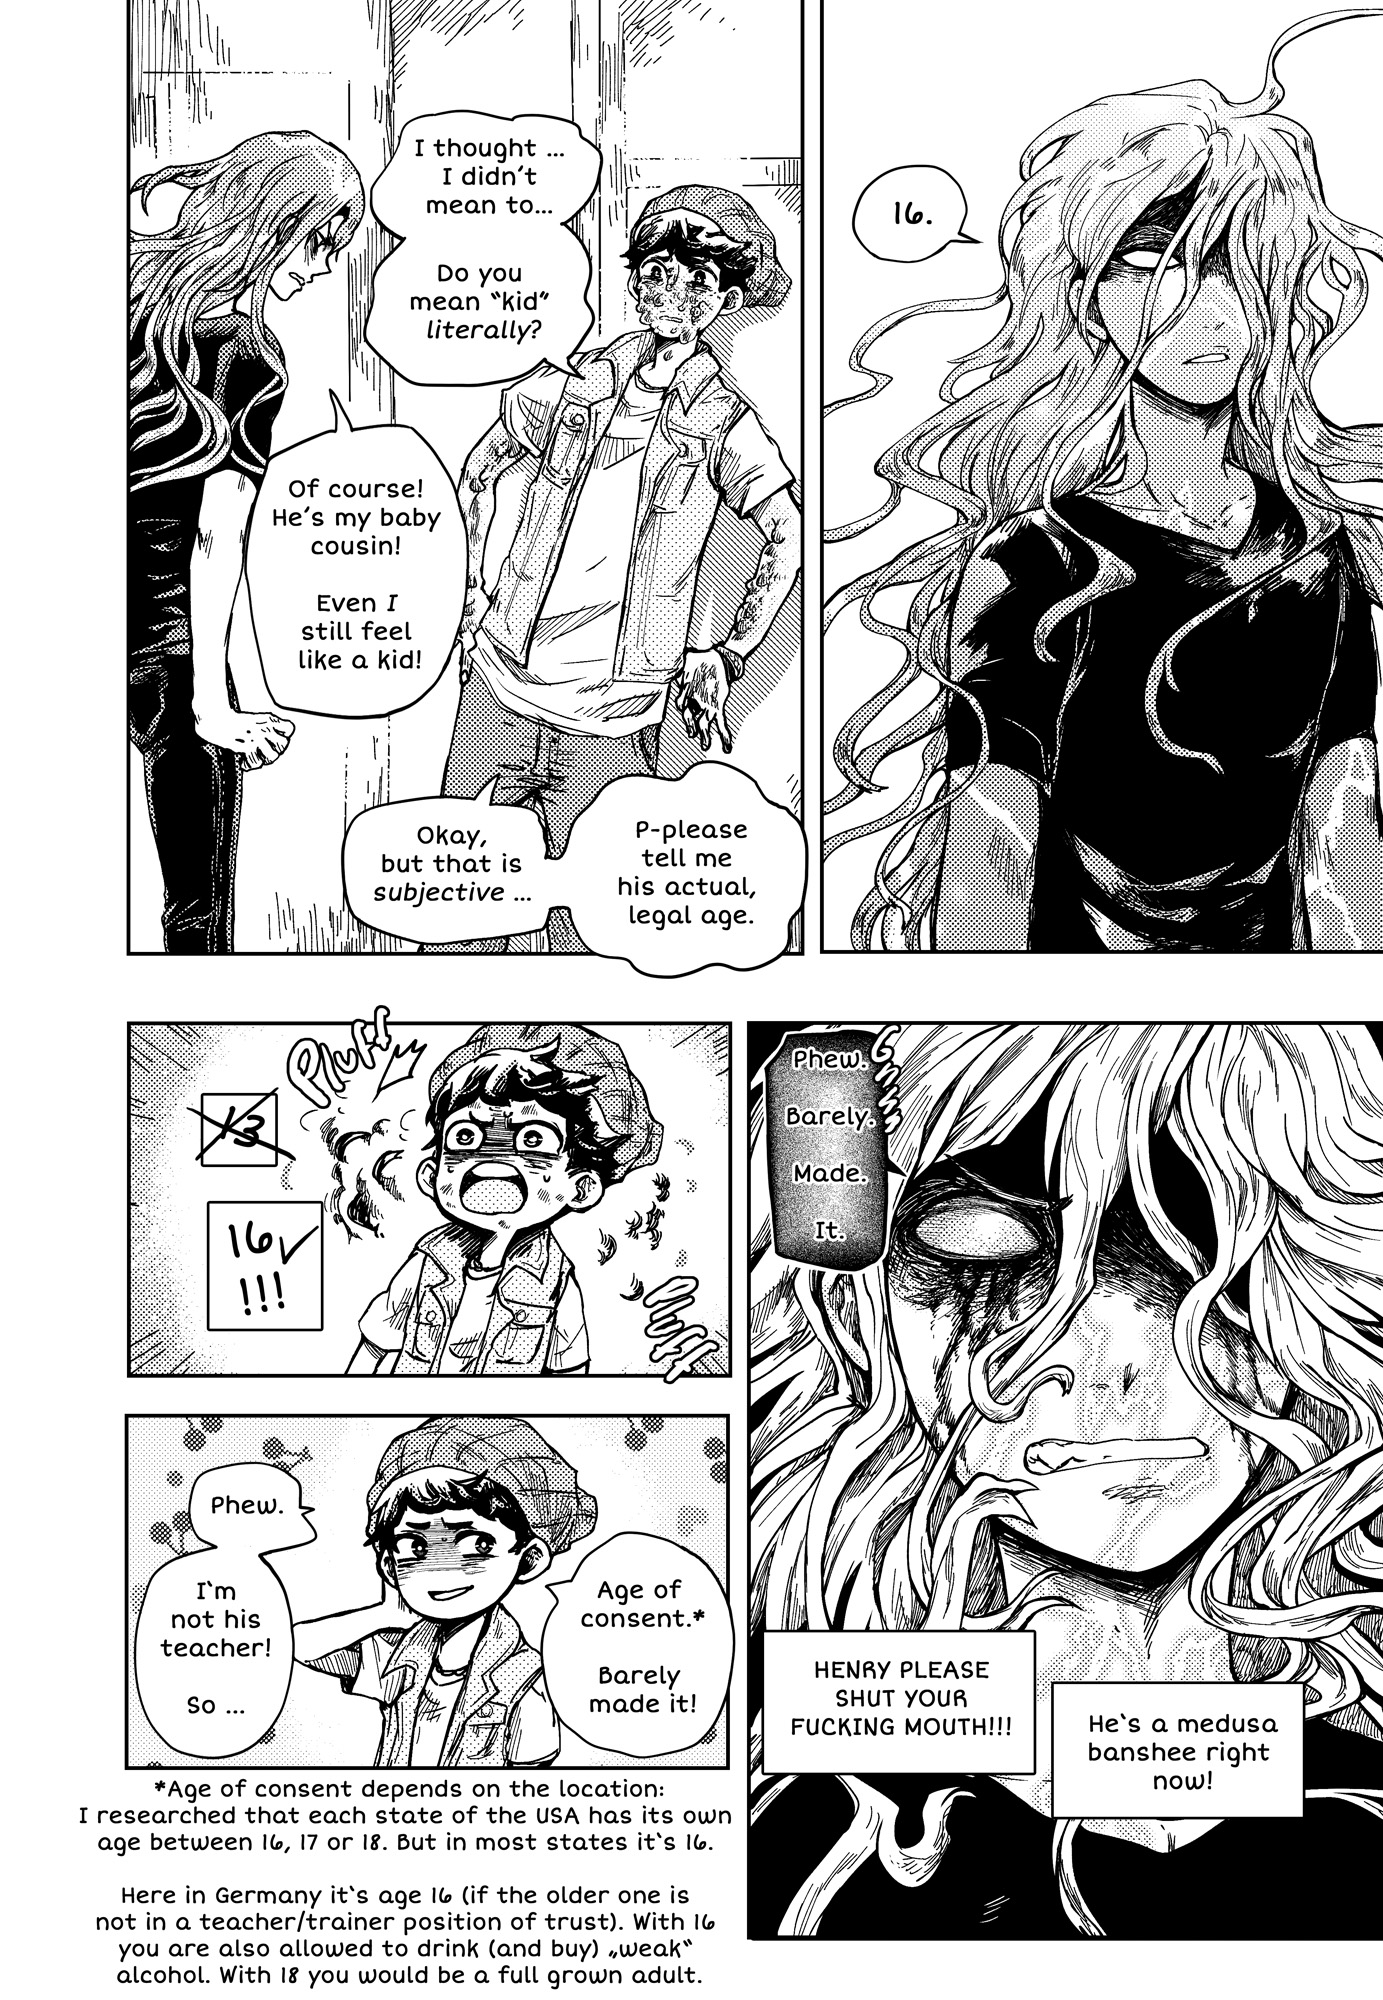 I thought ...
I didn't
mean to...
Do you
mean "kid"
literally?
Of course!
He's my baby
cousin!
Even I
still feel
like a kid!
Okay,
but that is
subjective ...
P-please
tell me
his actual,
legal age.
16.
Pluff
13
16
!!!
Pluff
Phew.
I`m
not his
teacher!
So ...
Age of
consent.*
Barely
made it!
Phew.
Barely.
Made.
It.
HENRY PLEASE
SHUT YOUR
FUCKING MOUTH!!!
He`s a medusa
banshee right
now!
*Age of consent depends on the location:
I researched that each state of the USA has its own
age between 16, 17 or 18. But in most states it`s 16.
Here in Germany it`s age 16 (if the older one is
not in a teacher/trainer position of trust). With 16
you are also allowed to drink (and buy) „weak“
alcohol. With 18 you would be a full grown adult.